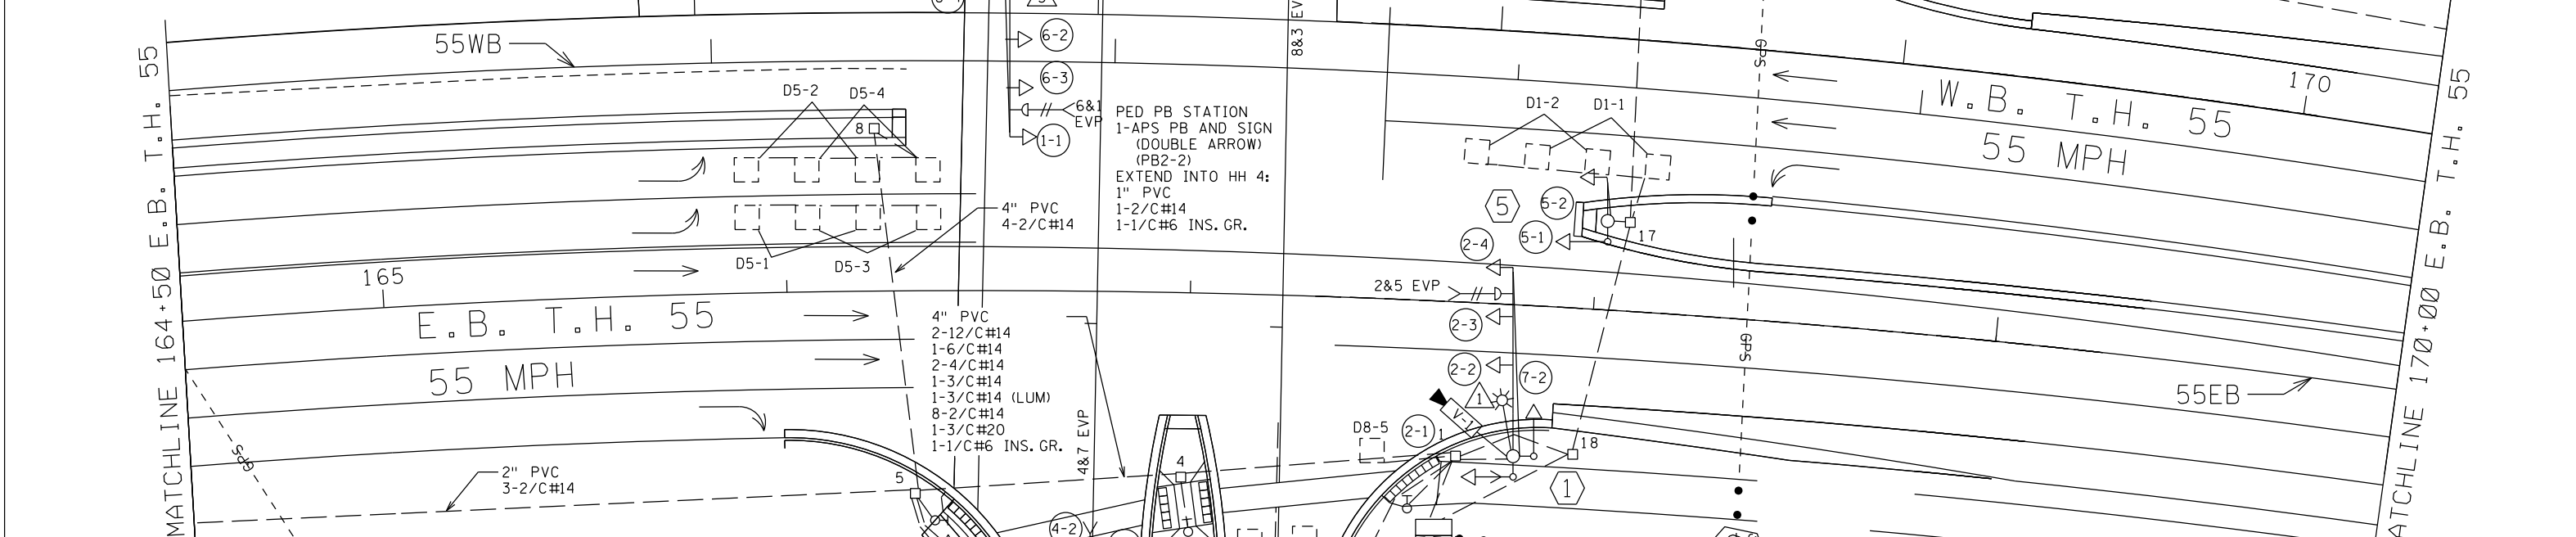 MATCHLINE 164+50 E.B. T.H. 55
55WB
165
E.B. T.H. 55
55 MPH
GPS
2" PVC
3-2/C#14
D5-2
D5-4
8
D5-1
D5-3
4" PVC
4-2/C#14
6-2
6-3
6&1
EVP
1-1
PED PB STATION
1-APS PB AND SIGN
(DOUBLE ARROW)
(PB2-2)
EXTEND INTO HH 4:
1" PVC
1-2/C#14
1-1/C#6 INS.GR.
4" PVC
2-12/C#14
1-6/C#14
2-4/C#14
1-3/C#14
1-3/C#14 (LUM)
8-2/C#14
1-3/C#20
1-1/C#6 INS.GR.
5
4-2
4&7 EVP
4
8&3 EV
D1-2
D1-1
5
5-2
5-1
17
2-4
2&5 EVP
2-3
2-2
7-2
1
V-1
D8-5
2-1
1
18
1
GPS
GPS
W.B. T.H. 55
55 MPH
170
55EB
MATCHLINE 170+00 E.B. T.H. 55